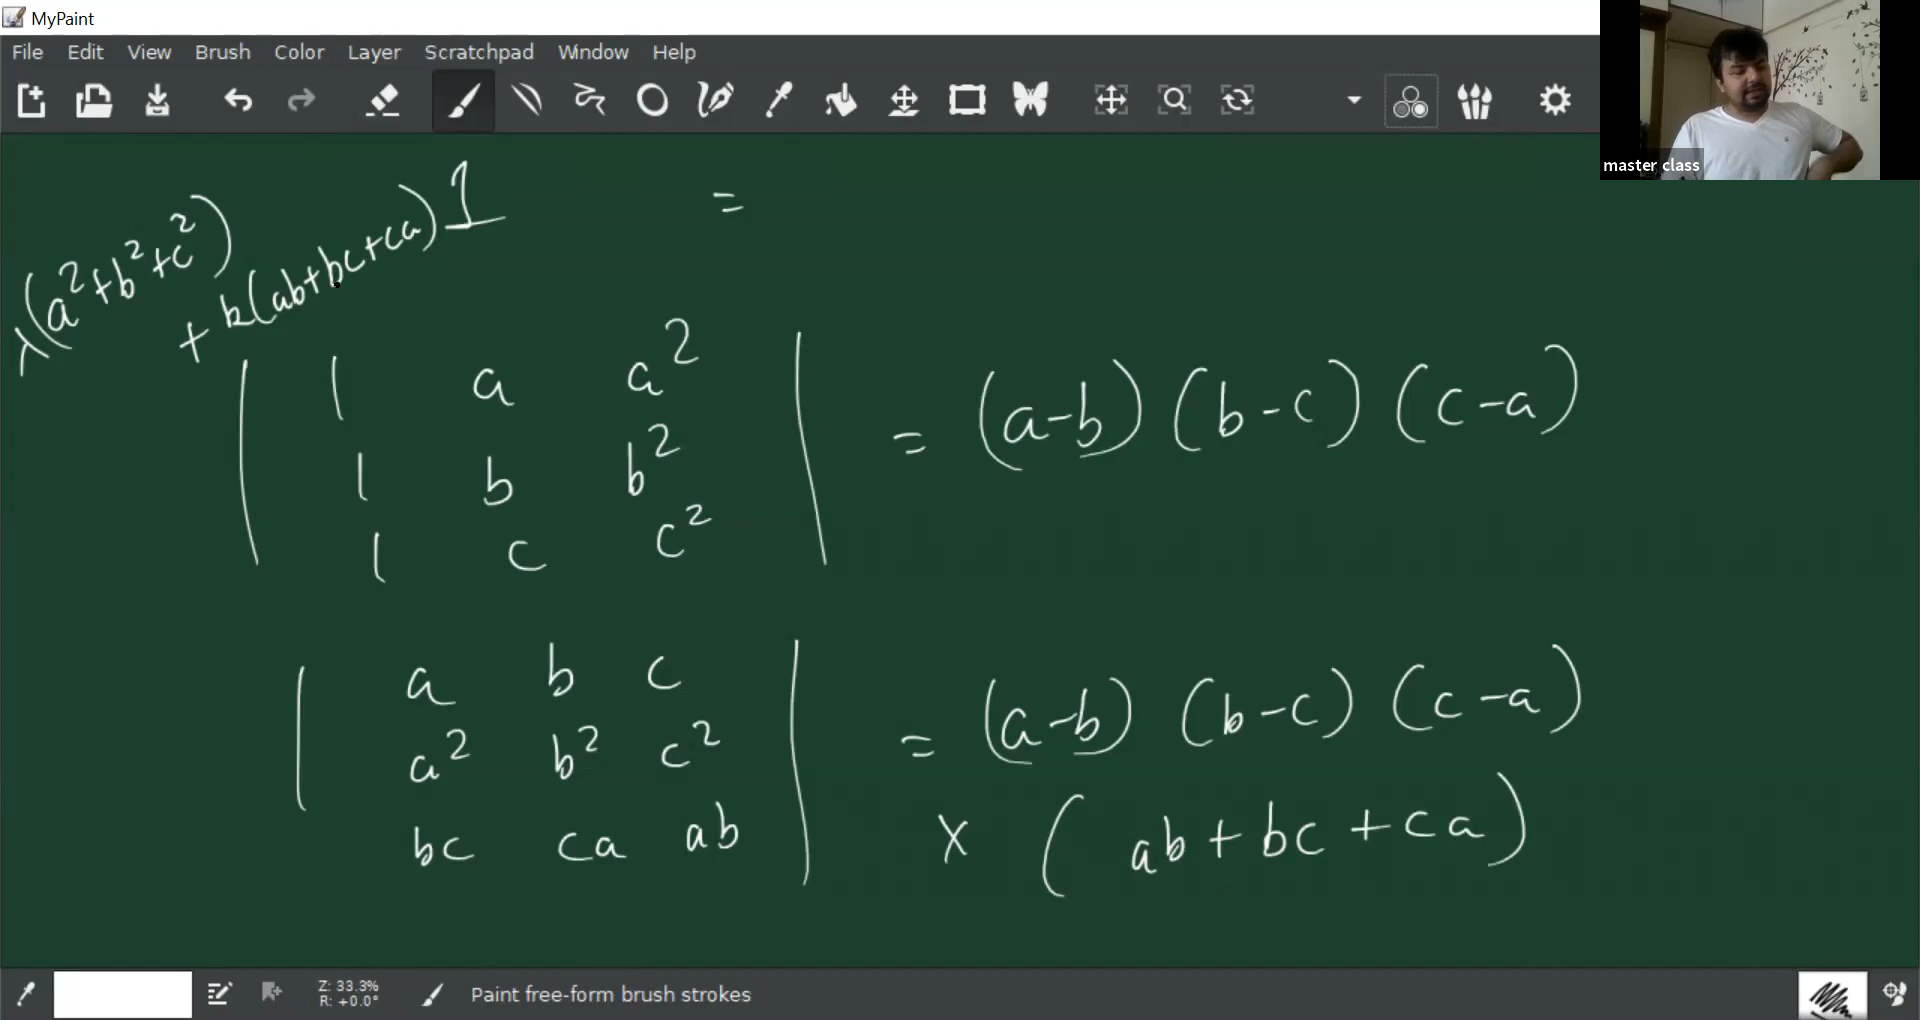 MyPaint
File Edit View Brush Color Layer Scratchpad Window Help
master class
λ(a²+b²+c²)
+ k(ab+bc+ca) 1 =
| 1 a a² |
| 1 b b² | = (a-b) (b-c) (c-a)
| 1 c c² |
| a b c |
| a² b² c² | = (a-b) (b-c) (c-a)
| bc ca ab | × (ab+bc+ca)
Z: 33.3%
R: +0.0°
Paint free-form brush strokes